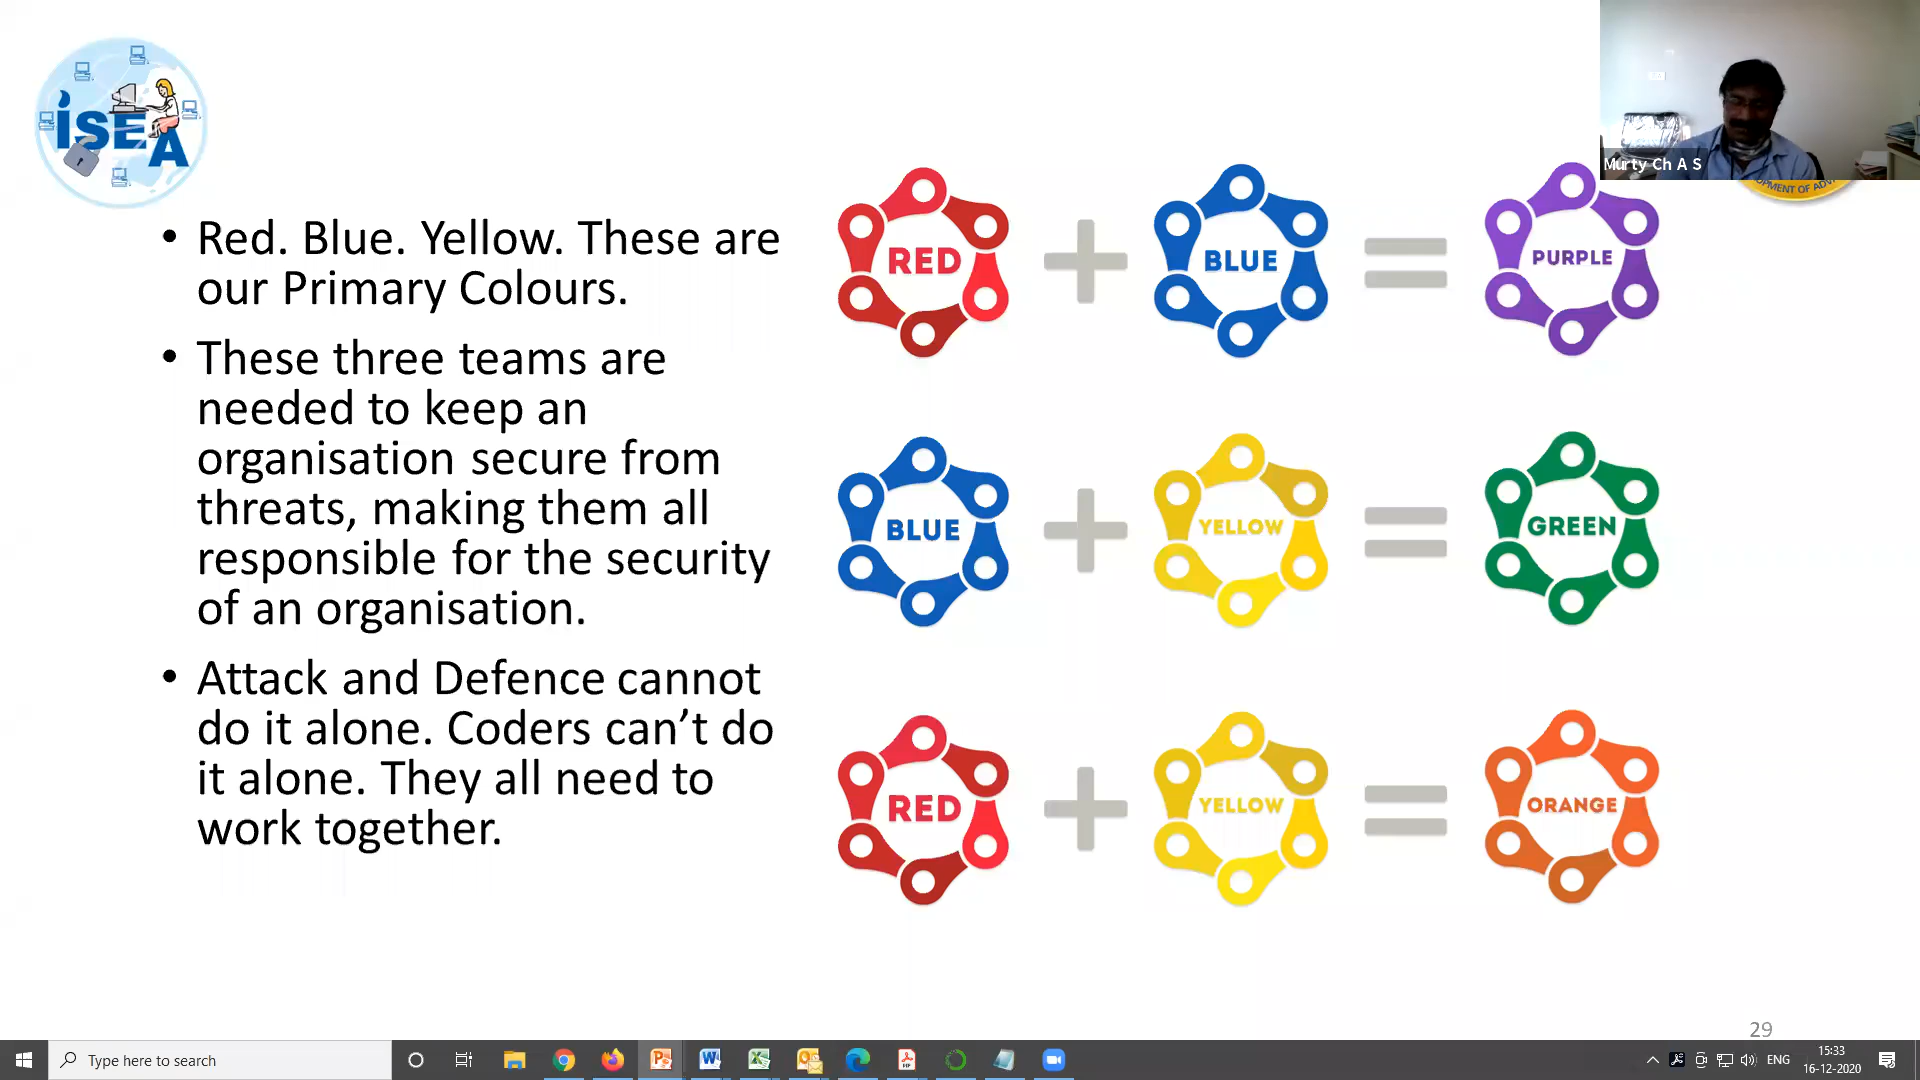 iSEA
Murty Ch A S
OPMENT OF ADV
• Red. Blue. Yellow. These are
our Primary Colours.
• These three teams are
needed to keep an
organisation secure from
threats, making them all
responsible for the security
of an organisation.
• Attack and Defence cannot
do it alone. Coders can’t do
it alone. They all need to
work together.
RED + BLUE = PURPLE
BLUE + YELLOW = GREEN
RED + YELLOW = ORANGE
29
Type here to search
ENG
15:33
16-12-2020